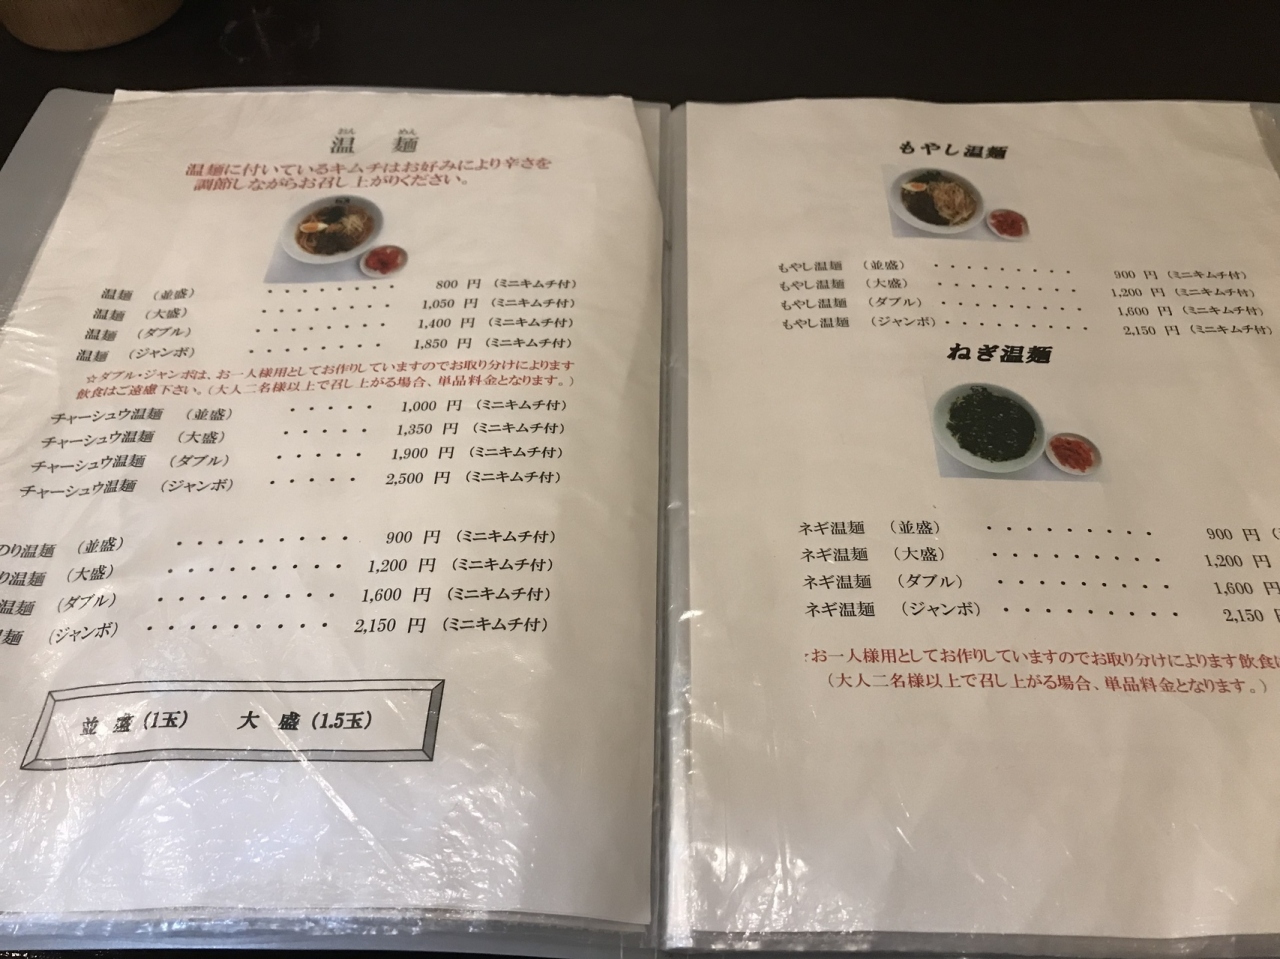 おん めん
温 麺
温麺に付いているキムチはお好みにより辛さを
調節しながらお召し上がりください。
温麺 （並盛） ・・・・・・・・ 800 円 （ミニキムチ付）
温麺 （大盛） ・・・・・・・・ 1,050 円 （ミニキムチ付）
温麺 （ダブル） ・・・・・・・・ 1,400 円 （ミニキムチ付）
温麺 （ジャンボ） ・・・・・・・・ 1,850 円 （ミニキムチ付）
☆ダブル・ジャンボは、お一人様用としてお作りしていますのでお取り分けによります
飲食はご遠慮下さい。（大人二名様以上で召し上がる場合、単品料金となります。）
チャーシュウ温麺 （並盛） ・・・・・ 1,000 円 （ミニキムチ付）
チャーシュウ温麺 （大盛） ・・・・・ 1,350 円 （ミニキムチ付）
チャーシュウ温麺 （ダブル） ・・・・・ 1,900 円 （ミニキムチ付）
チャーシュウ温麺 （ジャンボ） ・・・・・ 2,500 円 （ミニキムチ付）
のり温麺 （並盛） ・・・・・・・・・・ 900 円 （ミニキムチ付）
り温麺 （大盛） ・・・・・・・・・・ 1,200 円 （ミニキムチ付）
温麺 （ダブル） ・・・・・・・・・・ 1,600 円 （ミニキムチ付）
麺 （ジャンボ） ・・・・・・・・・・ 2,150 円 （ミニキムチ付）
並 盛（1玉） 大 盛（1.5玉）
もやし温麺
もやし温麺 （並盛） ・・・・・・・・・ 900 円 （ミニキムチ付）
もやし温麺 （大盛） ・・・・・・・・・ 1,200 円 （ミニキムチ付）
もやし温麺 （ダブル） ・・・・・・・・・ 1,600 円 （ミニキムチ付）
もやし温麺 （ジャンボ） ・・・・・・・・・ 2,150 円 （ミニキムチ付）
ねぎ温麺
ネギ温麺 （並盛） ・・・・・・・・・ 900 円
ネギ温麺 （大盛） ・・・・・・・・・ 1,200 円
ネギ温麺 （ダブル） ・・・・・・・・・ 1,600 円
ネギ温麺 （ジャンボ） ・・・・・・・・・ 2,150 円
お一人様用としてお作りしていますのでお取り分けによります飲食は
（大人二名様以上で召し上がる場合、単品料金となります。）